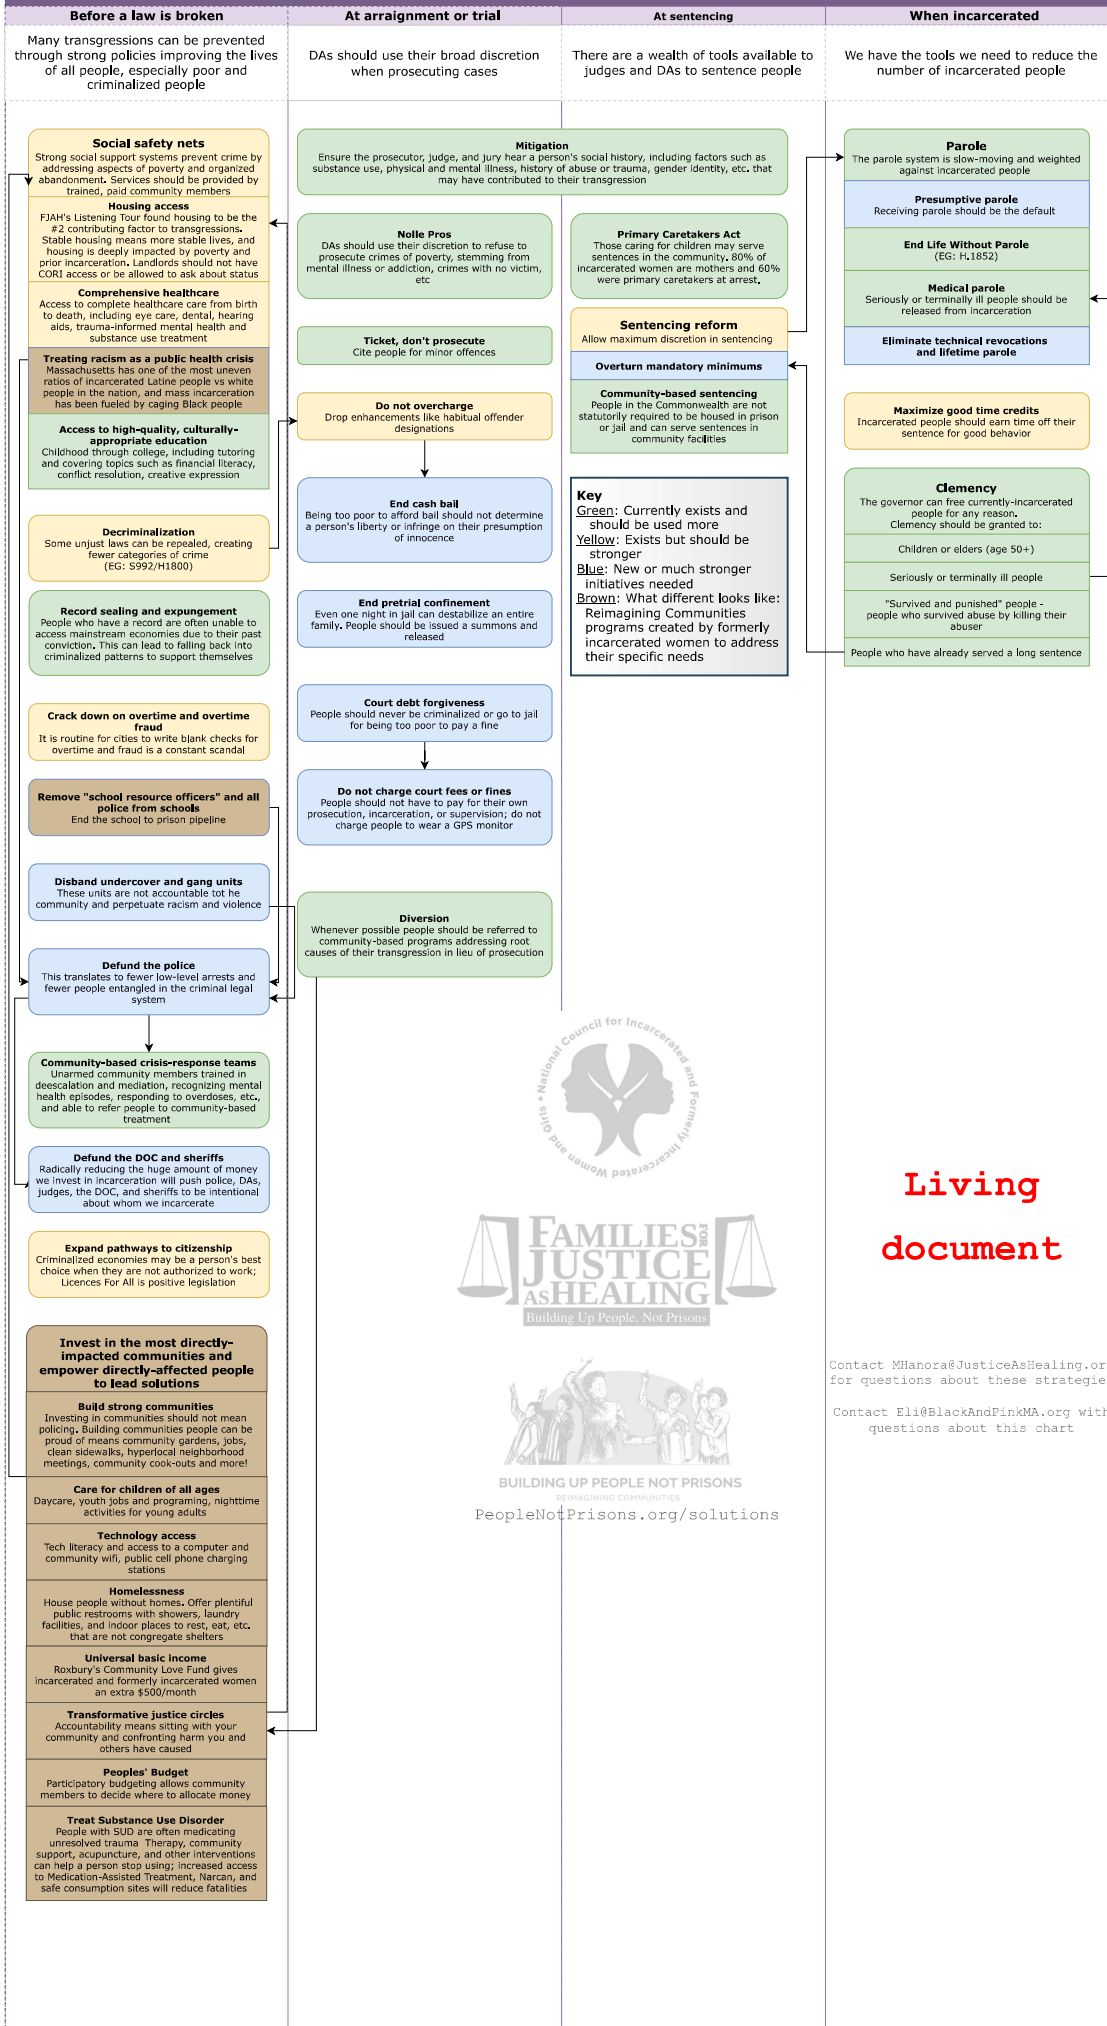 Before a law is broken
At arraignment or trial
At sentencing
When incarcerated
Many transgressions can be prevented
through strong policies improving the lives
of all people, especially poor and
criminalized people
DAs should use their broad discretion
when prosecuting cases
There are a wealth of tools available to
judges and DAs to sentence people
We have the tools we need to reduce the
number of incarcerated people
Social safety nets
Strong social support systems prevent crime by
addressing aspects of poverty and organized
abandonment. Services should be provided by
trained, paid community members
Housing access
FJAH's Listening Tour found housing to be the
#2 contributing factor to transgressions.
Stable housing means more stable lives, and
housing is deeply impacted by poverty and
prior incarceration. Landlords should not have
CORI access or be allowed to ask about status
Comprehensive healthcare
Access to complete healthcare care from birth
to death, including eye care, dental, hearing
aids, trauma-informed mental health and
substance use treatment
Treating racism as a public health crisis
Massachusetts has one of the most uneven
ratios of incarcerated Latine people vs white
people in the nation, and mass incarceration
has been fueled by caging Black people
Access to high-quality, culturally-
appropriate education
Childhood through college, including tutoring
and covering topics such as financial literacy,
conflict resolution, creative expression
Decriminalization
Some unjust laws can be repealed, creating
fewer categories of crime
(EG: S992/H1800)
Record sealing and expungement
People who have a record are often unable to
access mainstream economies due to their past
conviction. This can lead to falling back into
criminalized patterns to support themselves
Crack down on overtime and overtime
fraud
It is routine for cities to write blank checks for
overtime and fraud is a constant scandal
Remove "school resource officers" and all
police from schools
End the school to prison pipeline
Disband undercover and gang units
These units are not accountable tot he
community and perpetuate racism and violence
Defund the police
This translates to fewer low-level arrests and
fewer people entangled in the criminal legal
system
Community-based crisis-response teams
Unarmed community members trained in
deescalation and mediation, recognizing mental
health episodes, responding to overdoses, etc.,
and able to refer people to community-based
treatment
Defund the DOC and sheriffs
Radically reducing the huge amount of money
we invest in incarceration will push police, DAs,
judges, the DOC, and sheriffs to be intentional
about whom we incarcerate
Expand pathways to citizenship
Criminalized economies may be a person's best
choice when they are not authorized to work;
Licences For All is positive legislation
Invest in the most directly-
impacted communities and
empower directly-affected people
to lead solutions
Build strong communities
Investing in communities should not mean
policing. Building communities people can be
proud of means community gardens, jobs,
clean sidewalks, hyperlocal neighborhood
meetings, community cook-outs and more!
Care for children of all ages
Daycare, youth jobs and programing, nighttime
activities for young adults
Technology access
Tech literacy and access to a computer and
community wifi, public cell phone charging
stations
Homelessness
House people without homes. Offer plentiful
public restrooms with showers, laundry
facilities, and indoor places to rest, eat, etc.
that are not congregate shelters
Universal basic income
Roxbury's Community Love Fund gives
incarcerated and formerly incarcerated women
an extra $500/month
Transformative justice circles
Accountability means sitting with your
community and confronting harm you and
others have caused
Peoples' Budget
Participatory budgeting allows community
members to decide where to allocate money
Treat Substance Use Disorder
People with SUD are often medicating
unresolved trauma Therapy, community
support, acupuncture, and other interventions
can help a person stop using; increased access
to Medication-Assisted Treatment, Narcan, and
safe consumption sites will reduce fatalities
Mitigation
Ensure the prosecutor, judge, and jury hear a person's social history, including factors such as
substance use, physical and mental illness, history of abuse or trauma, gender identity, etc. that
may have contributed to their transgression
Nolle Pros
DAs should use their discretion to refuse to
prosecute crimes of poverty, stemming from
mental illness or addiction, crimes with no victim,
etc
Ticket, don't prosecute
Cite people for minor offences
Do not overcharge
Drop enhancements like habitual offender
designations
End cash bail
Being too poor to afford bail should not determine
a person's liberty or infringe on their presumption
of innocence
End pretrial confinement
Even one night in jail can destabilize an entire
family. People should be issued a summons and
released
Court debt forgiveness
People should never be criminalized or go to jail
for being too poor to pay a fine
Do not charge court fees or fines
People should not have to pay for their own
prosecution, incarceration, or supervision; do not
charge people to wear a GPS monitor
Diversion
Whenever possible people should be referred to
community-based programs addressing root
causes of their transgression in lieu of prosecution
Primary Caretakers Act
Those caring for children may serve
sentences in the community. 80% of
incarcerated women are mothers and 60%
were primary caretakers at arrest.
Sentencing reform
Allow maximum discretion in sentencing
Overturn mandatory minimums
Community-based sentencing
People in the Commonwealth are not
statutorily required to be housed in prison
or jail and can serve sentences in
community facilities
Key
Green: Currently exists and
should be used more
Yellow: Exists but should be
stronger
Blue: New or much stronger
initiatives needed
Brown: What different looks like:
Reimagining Communities
programs created by formerly
incarcerated women to address
their specific needs
Parole
The parole system is slow-moving and weighted
against incarcerated people
Presumptive parole
Receiving parole should be the default
End Life Without Parole
(EG: H.1852)
Medical parole
Seriously or terminally ill people should be
released from incarceration
Eliminate technical revocations
and lifetime parole
Maximize good time credits
Incarcerated people should earn time off their
sentence for good behavior
Clemency
The governor can free currently-incarcerated
people for any reason.
Clemency should be granted to:
Children or elders (age 50+)
Seriously or terminally ill people
"Survived and punished" people -
people who survived abuse by killing their
abuser
People who have already served a long sentence
National Council for Incarcerated and Formerly Incarcerated Women and Girls *
FAMILIES FOR
JUSTICE
AS HEALING
Building Up People, Not Prisons
BUILDING UP PEOPLE NOT PRISONS
REIMAGINING COMMUNITIES
PeopleNotPrisons.org/solutions
Living
document
Contact MHanora@JusticeAsHealing.or
for questions about these strategie
Contact Eli@BlackAndPinkMA.org with
questions about this chart